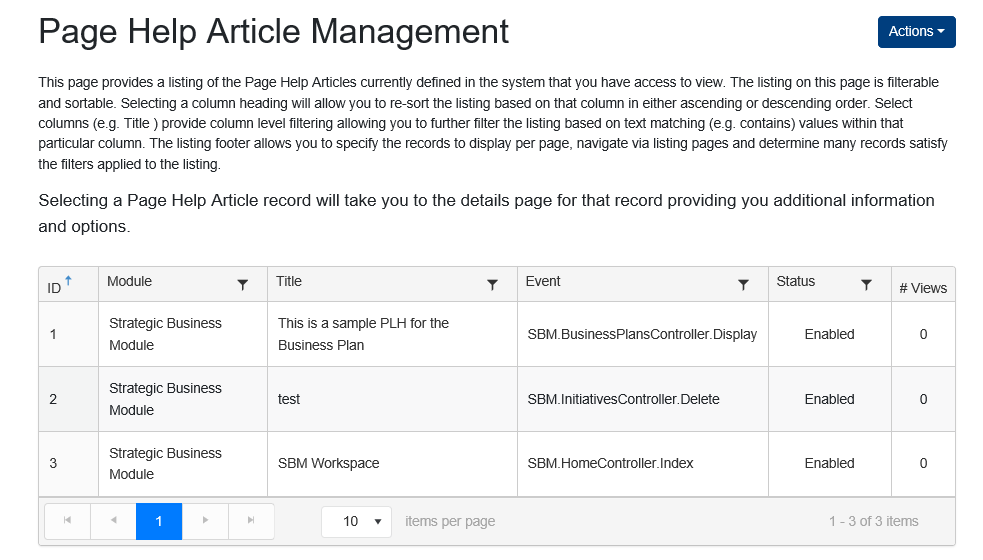 Page Help Article Management
Actions
This page provides a listing of the Page Help Articles currently defined in the system that you have access to view. The listing on this page is filterable
and sortable. Selecting a column heading will allow you to re-sort the listing based on that column in either ascending or descending order. Select
columns (e.g. Title ) provide column level filtering allowing you to further filter the listing based on text matching (e.g. contains) values within that
particular column. The listing footer allows you to specify the records to display per page, navigate via listing pages and determine many records satisfy
the filters applied to the listing.
Selecting a Page Help Article record will take you to the details page for that record providing you additional information
and options.
ID Module Title Event Status # Views
1 Strategic Business Module This is a sample PLH for the Business Plan SBM.BusinessPlansController.Display Enabled 0
2 Strategic Business Module test SBM.InitiativesController.Delete Enabled 0
3 Strategic Business Module SBM Workspace SBM.HomeController.Index Enabled 0
1 10 items per page 1 - 3 of 3 items